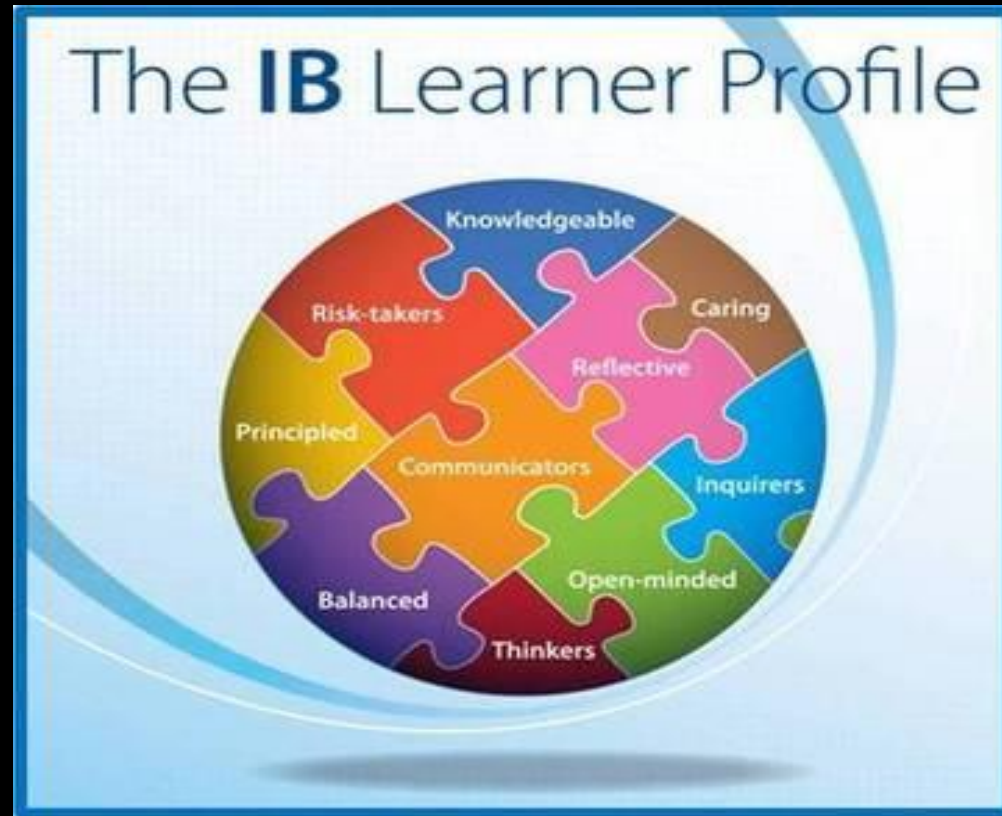 The IB Learner Profile
Knowledgeable
Risk-takers
Caring
Reflective
Principled
Communicators
Inquirers
Open-minded
Balanced
Thinkers